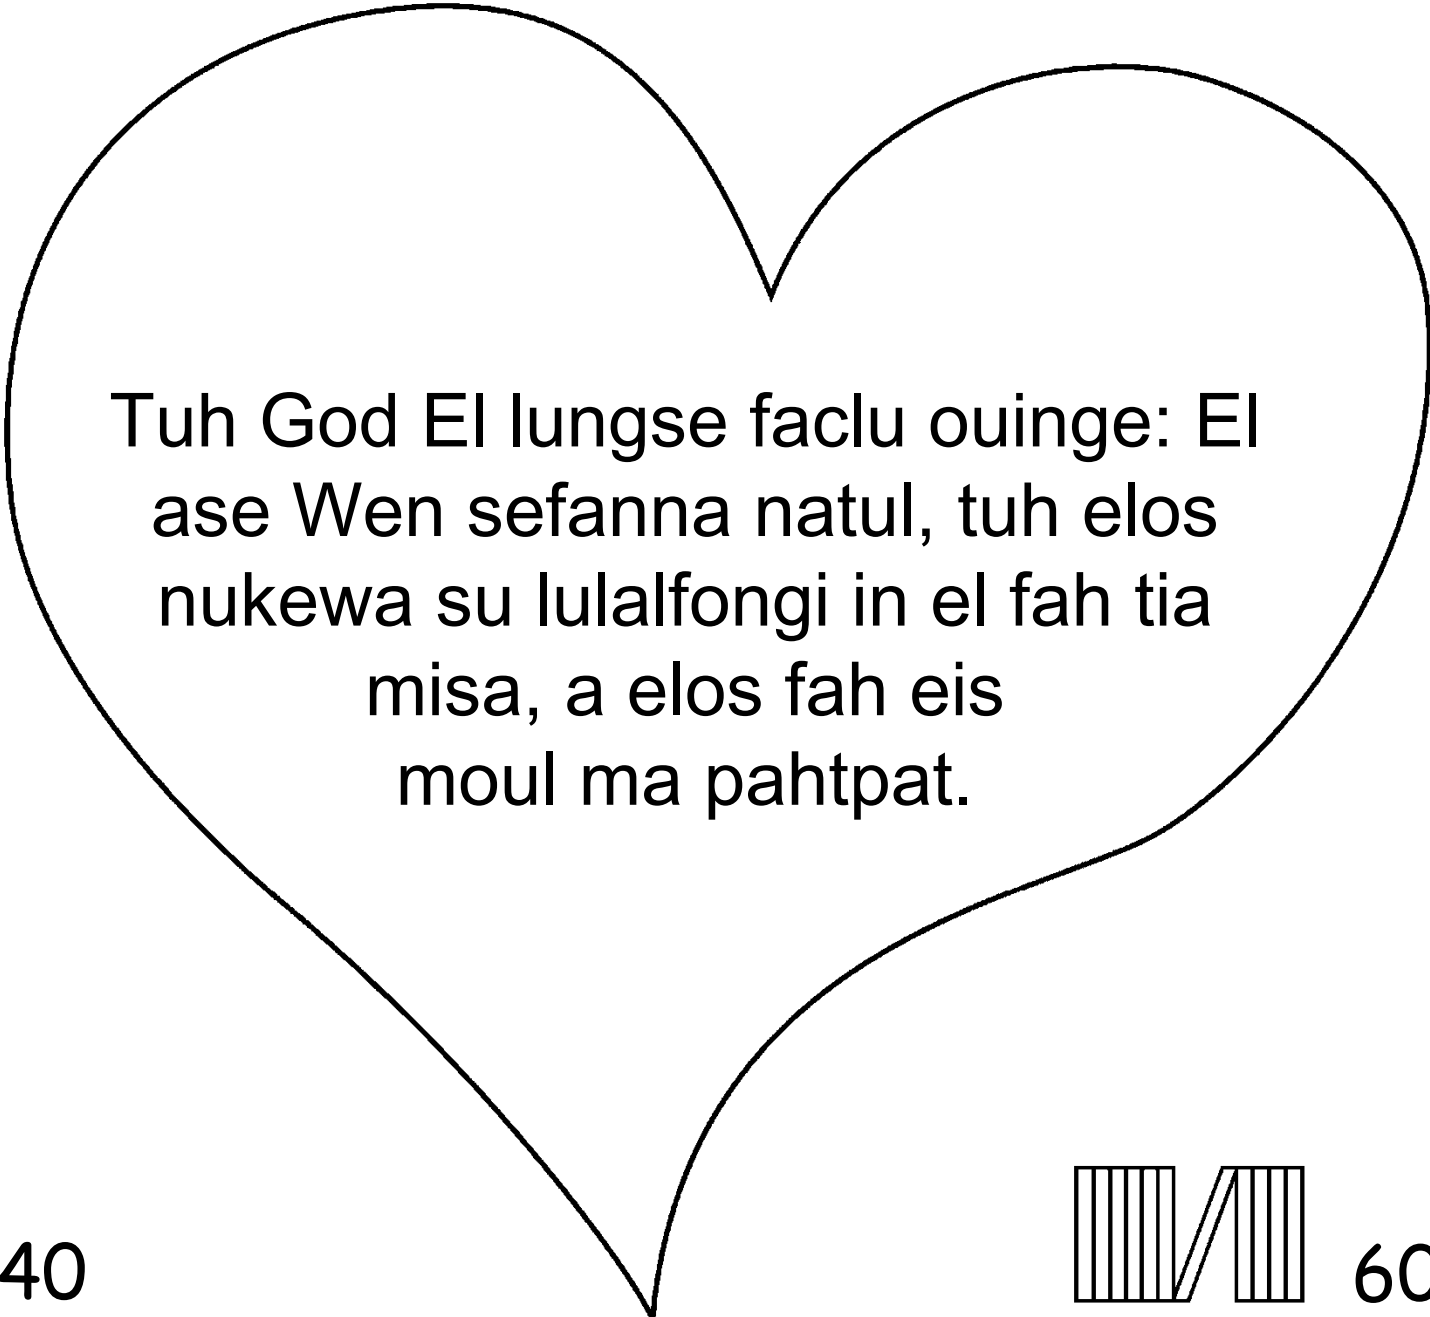 Tuh God El lungse faclu ouinge: El
ase Wen sefanna natul, tuh elos
nukewa su lulalfongi in el fah tia
misa, a elos fah eis
moul ma pahtpat.
40
60